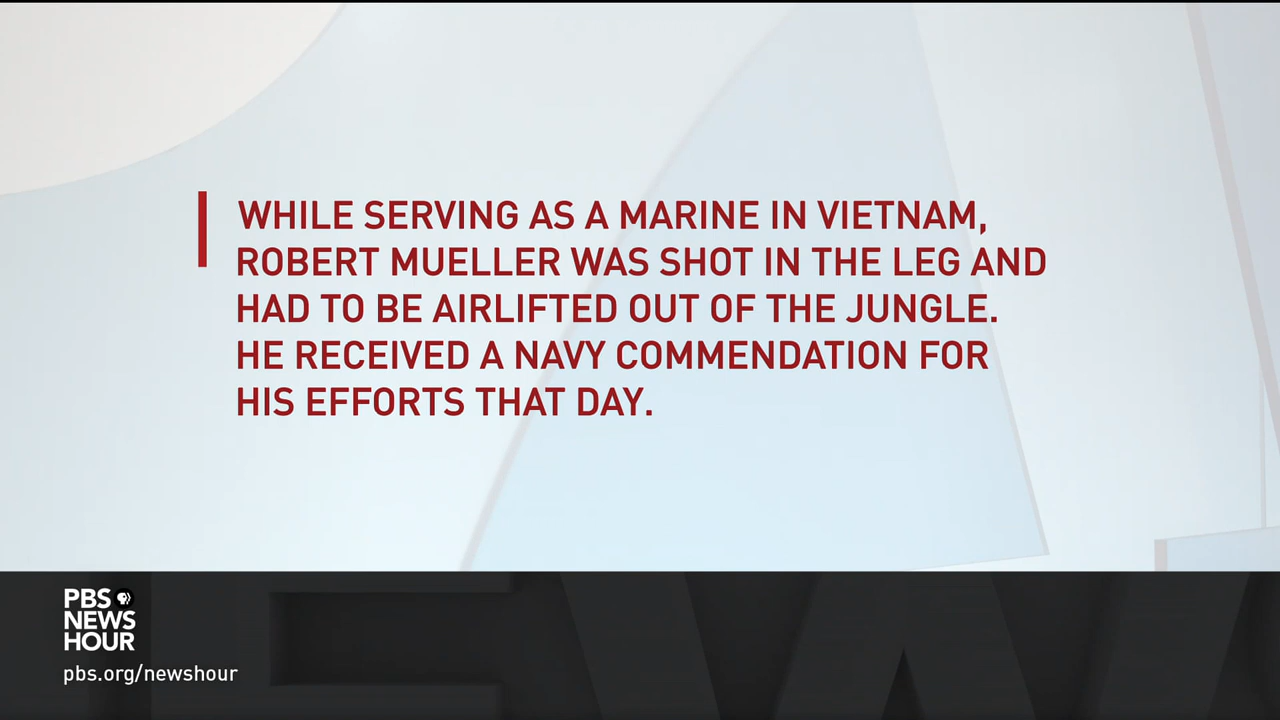 WHILE SERVING AS A MARINE IN VIETNAM,
ROBERT MUELLER WAS SHOT IN THE LEG AND
HAD TO BE AIRLIFTED OUT OF THE JUNGLE.
HE RECEIVED A NAVY COMMENDATION FOR
HIS EFFORTS THAT DAY.
PBS
NEWS
HOUR
pbs.org/newshour